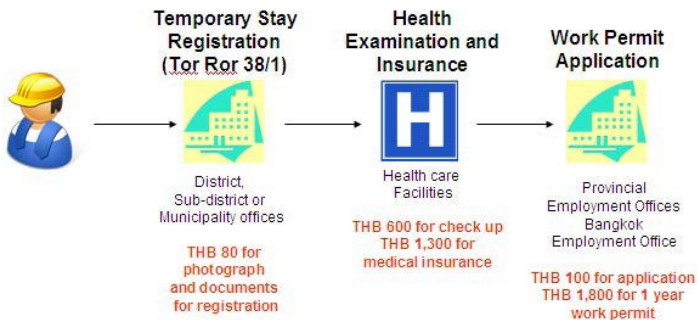 Temporary Stay
Registration
(Tor Ror 38/1)
District,
Sub-district or
Municipality offices
THB 80 for
photograph
and documents
for registration
Health
Examination and
Insurance
H
Health care
Facilities
THB 600 for check up
THB 1,300 for
medical insurance
Work Permit
Application
Provincial
Employment Offices
Bangkok
Employment Office
THB 100 for application
THB 1,800 for 1 year
work permit